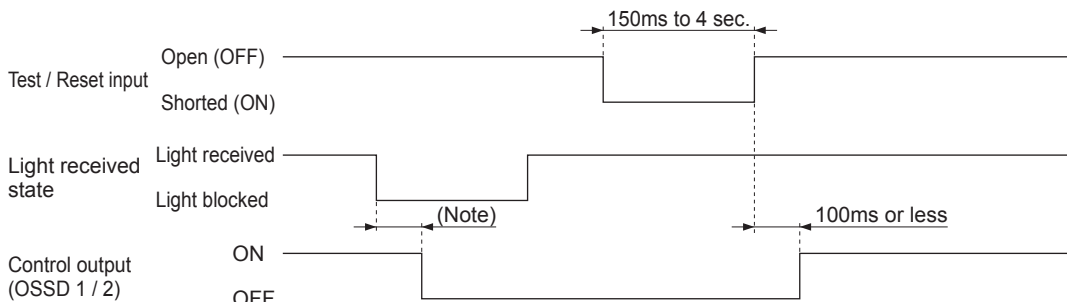 150ms to 4 sec.
Test / Reset input
Open (OFF)
Shorted (ON)
Light received
state
Light received
Light blocked
(Note)
100ms or less
Control output
(OSSD 1 / 2)
ON
OFF